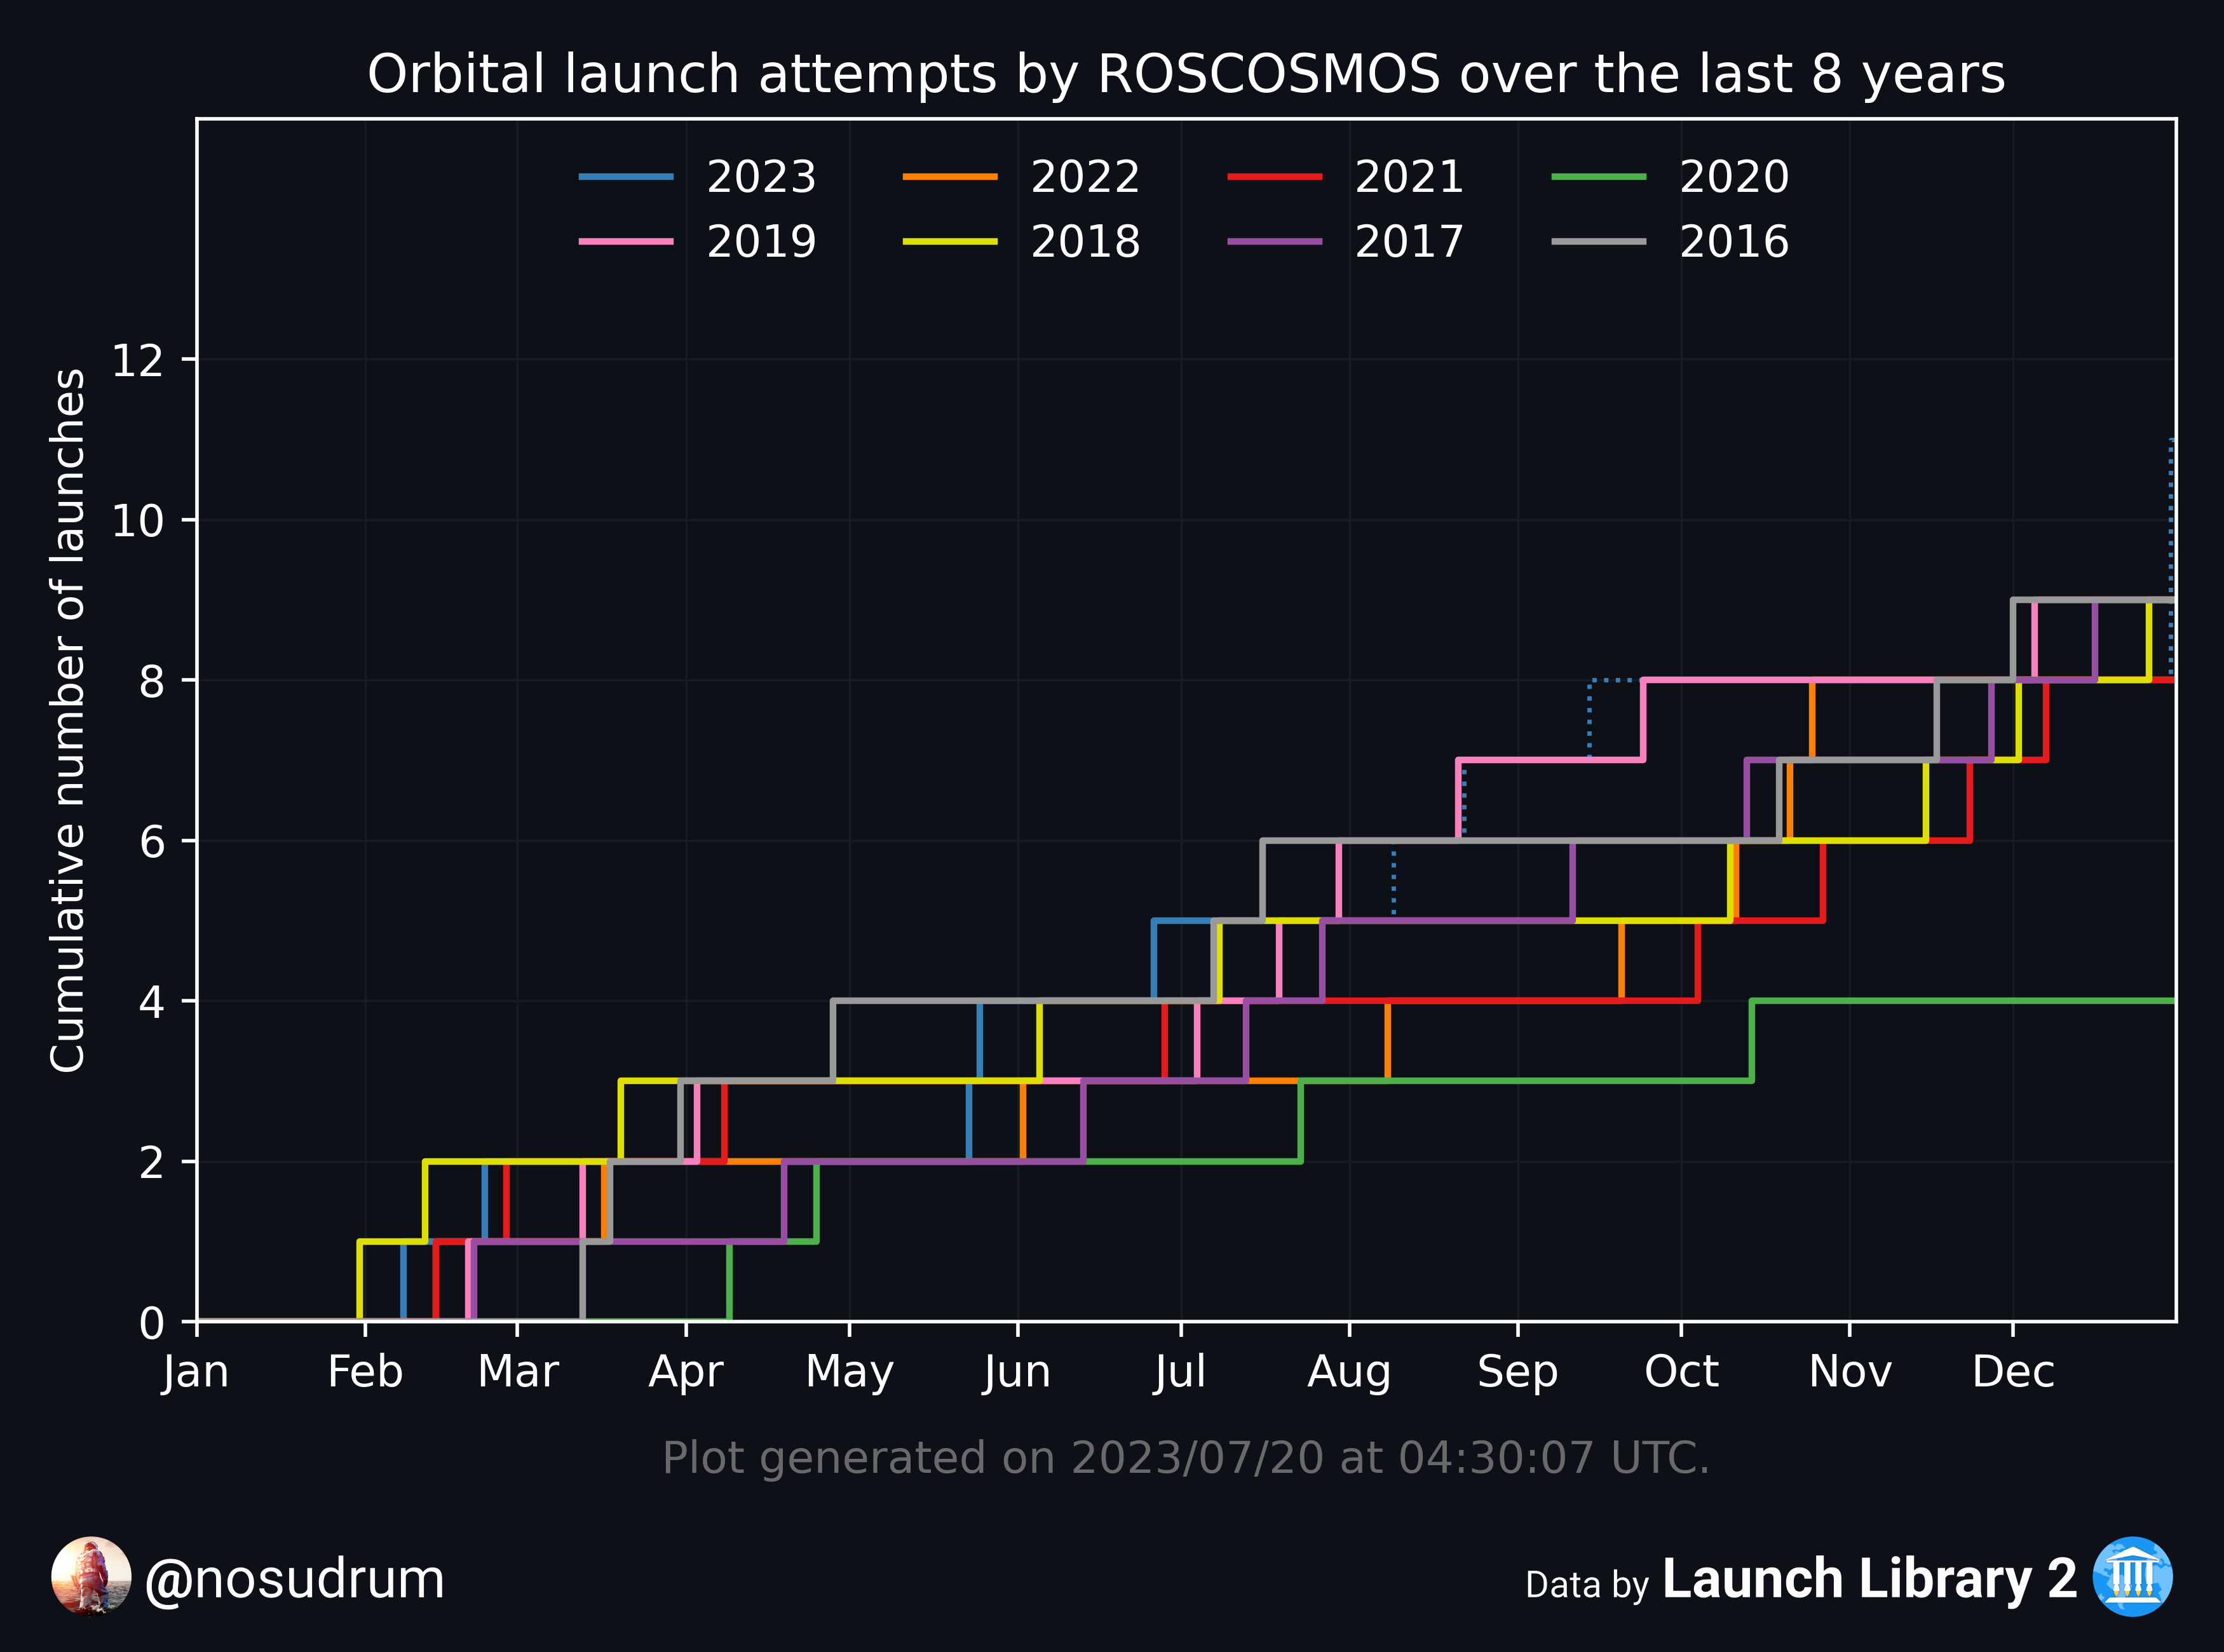 Orbital launch attempts by ROSCOSMOS over the last 8 years
2023 2022 2021 2020
2019 2018 2017 2016
Cumulative number of launches
12
10
8
6
4
2
0
Jan Feb Mar Apr May Jun Jul Aug Sep Oct Nov Dec
Plot generated on 2023/07/20 at 04:30:07 UTC.
@nosudrum
Data by Launch Library 2